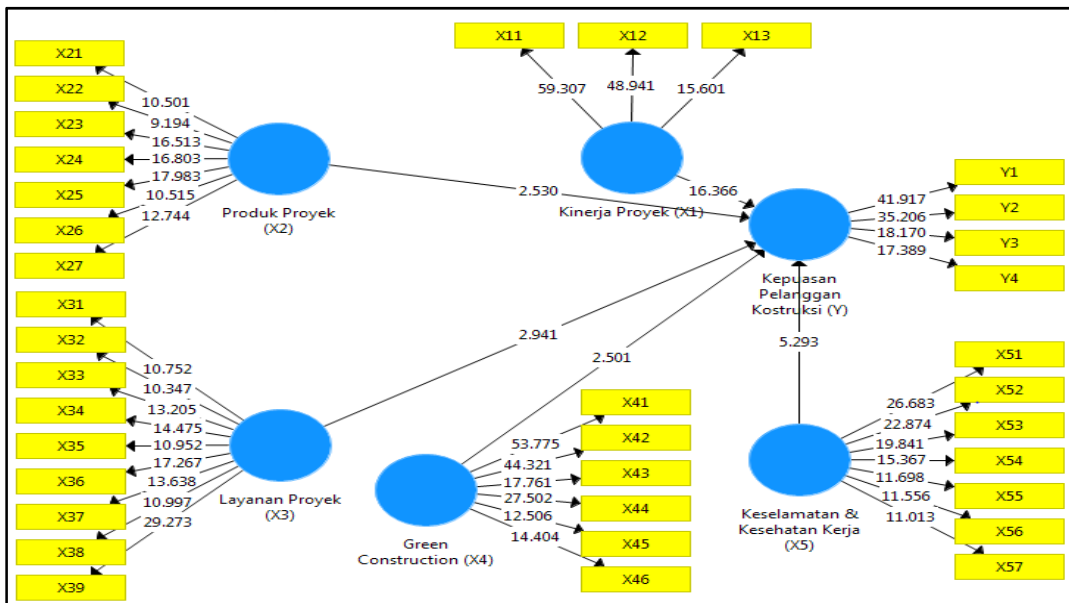 X11
X12
X13
59.307
48.941
15.601
Kinerja Proyek (X1)
16.366
X21
X22
X23
X24
X25
X26
X27
10.501
9.194
16.513
16.803
17.983
10.515
12.744
Produk Proyek
(X2)
2.530
Y1
Y2
Y3
Y4
41.917
35.206
18.170
17.389
Kepuasan
Pelanggan
Kostruksi (Y)
X31
X32
X33
X34
X35
X36
X37
X38
X39
10.752
10.347
13.205
14.475
10.952
17.267
13.638
10.997
29.273
Layanan Proyek
(X3)
2.941
2.501
5.293
X41
X42
X43
X44
X45
X46
53.775
44.321
17.761
27.502
12.506
14.404
Green
Construction (X4)
X51
X52
X53
X54
X55
X56
X57
26.683
22.874
19.841
15.367
11.698
11.556
11.013
Keselamatan &
Kesehatan Kerja
(X5)